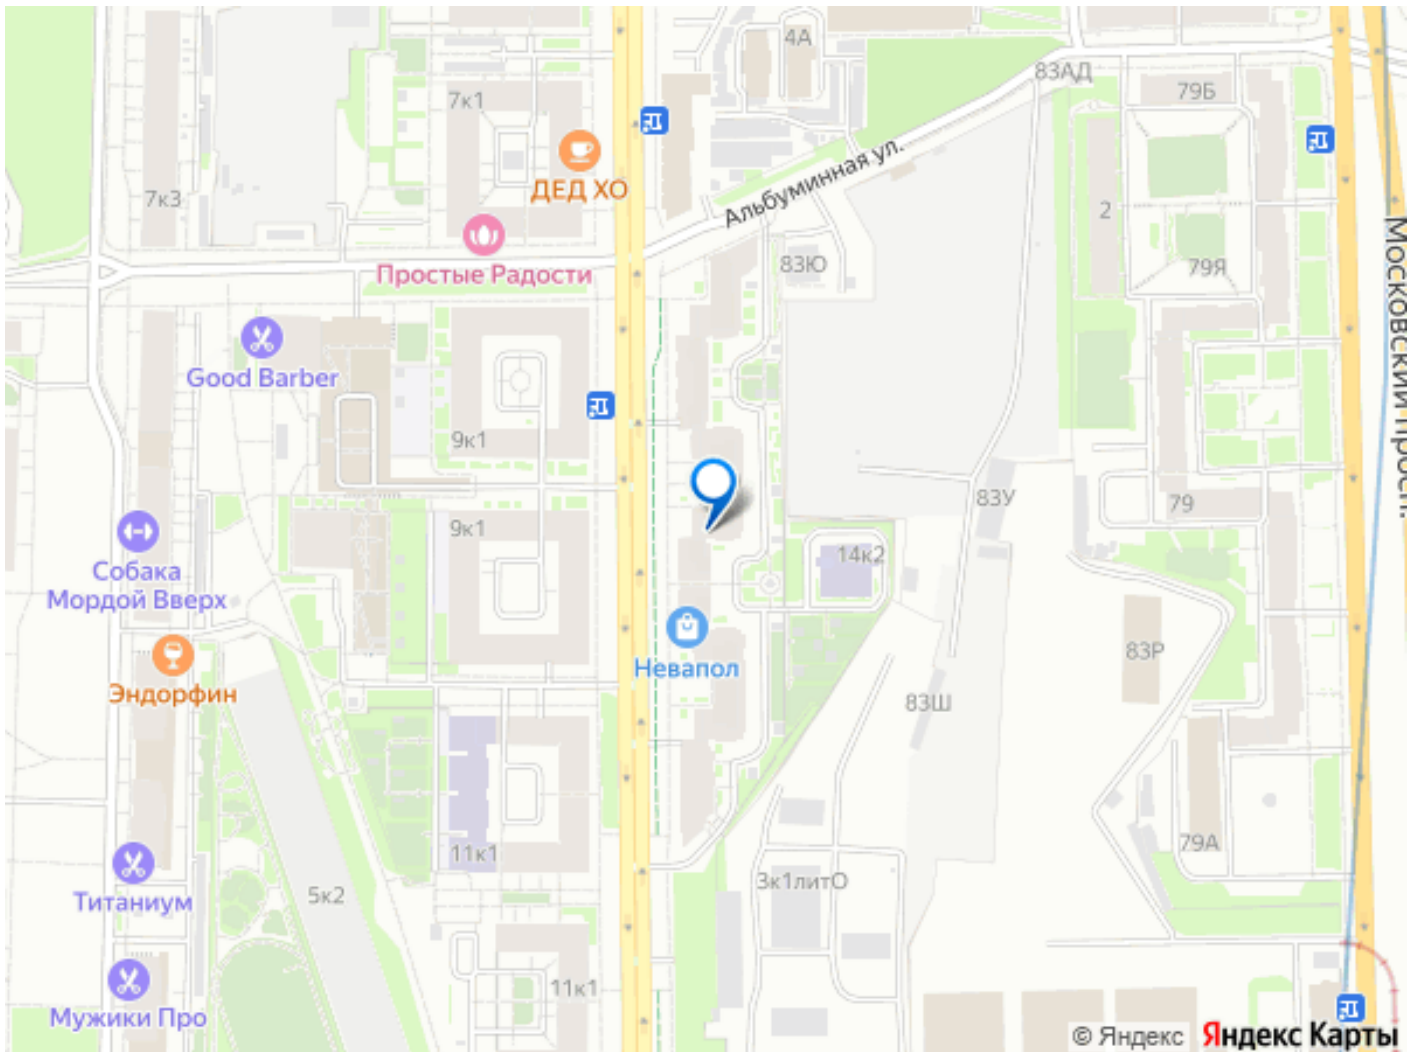 4А
83АД
79Б
7к1
ДЕД ХО
Альбуминная ул.
7к3
2
Простые Радости
83Ю
79Я
Московский просп.
Good Barber
9к1
83У
79
9к1
14к2
Собака
Мордой Вверх
Невапол
83Р
Эндорфин
83Ш
11к1
79А
3к1литО
Титаниум
5к2
11к1
Мужики Про
© Яндекс Яндекс Карты